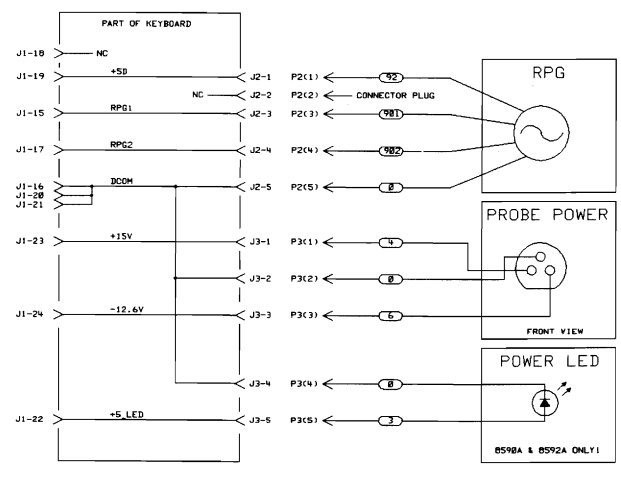 PART OF KEYBOARD
J1-18 NC
J1-19 +5D J2-1 P2(1) 92 RPG
NC J2-2 P2(2) CONNECTOR PLUG
J1-15 RPG1 J2-3 P2(3) 901
J1-17 RPG2 J2-4 P2(4) 902
J1-16 DCOM J2-5 P2(5) 0
J1-20
J1-21
PROBE POWER
J1-23 +15V J3-1 P3(1) 4
J3-2 P3(2) 0
J1-24 -12.6V J3-3 P3(3) 6
FRONT VIEW
POWER LED
J3-4 P3(4) 0
J1-22 +5_LED J3-5 P3(5) 3
8590A & 8592A ONLY!